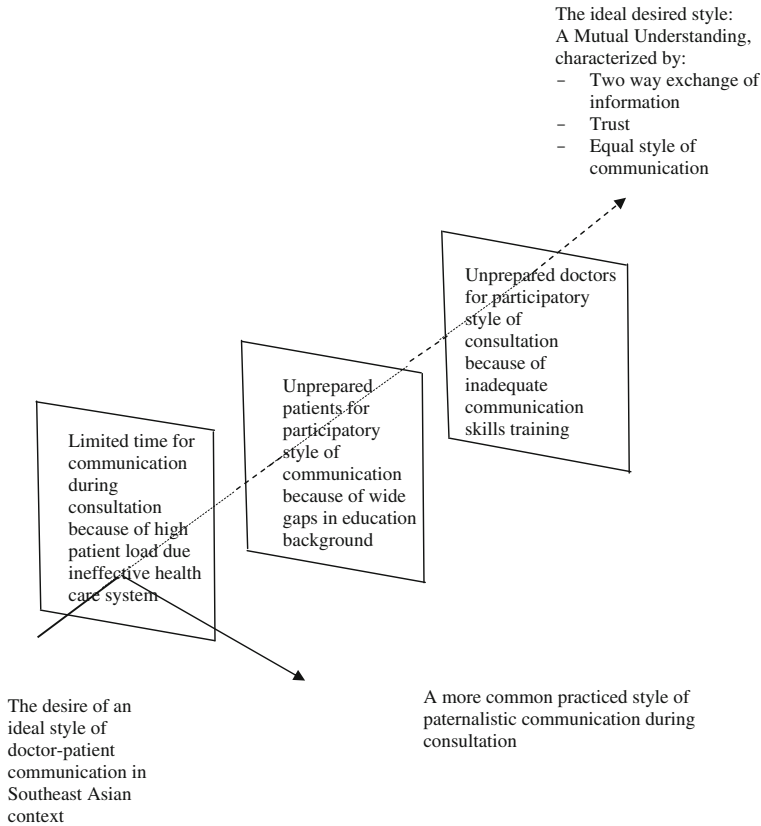 The ideal desired style:
A Mutual Understanding,
characterized by:
– Two way exchange of
information
– Trust
– Equal style of
communication
Unprepared doctors
for participatory
style of
consultation
because of
inadequate
communication
skills training
Unprepared
patients for
participatory
style of
communication
because of wide
gaps in education
background
Limited time for
communication
during
consultation
because of high
patient load due
ineffective health
care system
The desire of an
ideal style of
doctor-patient
communication in
Southeast Asian
context
A more common practiced style of
paternalistic communication during
consultation